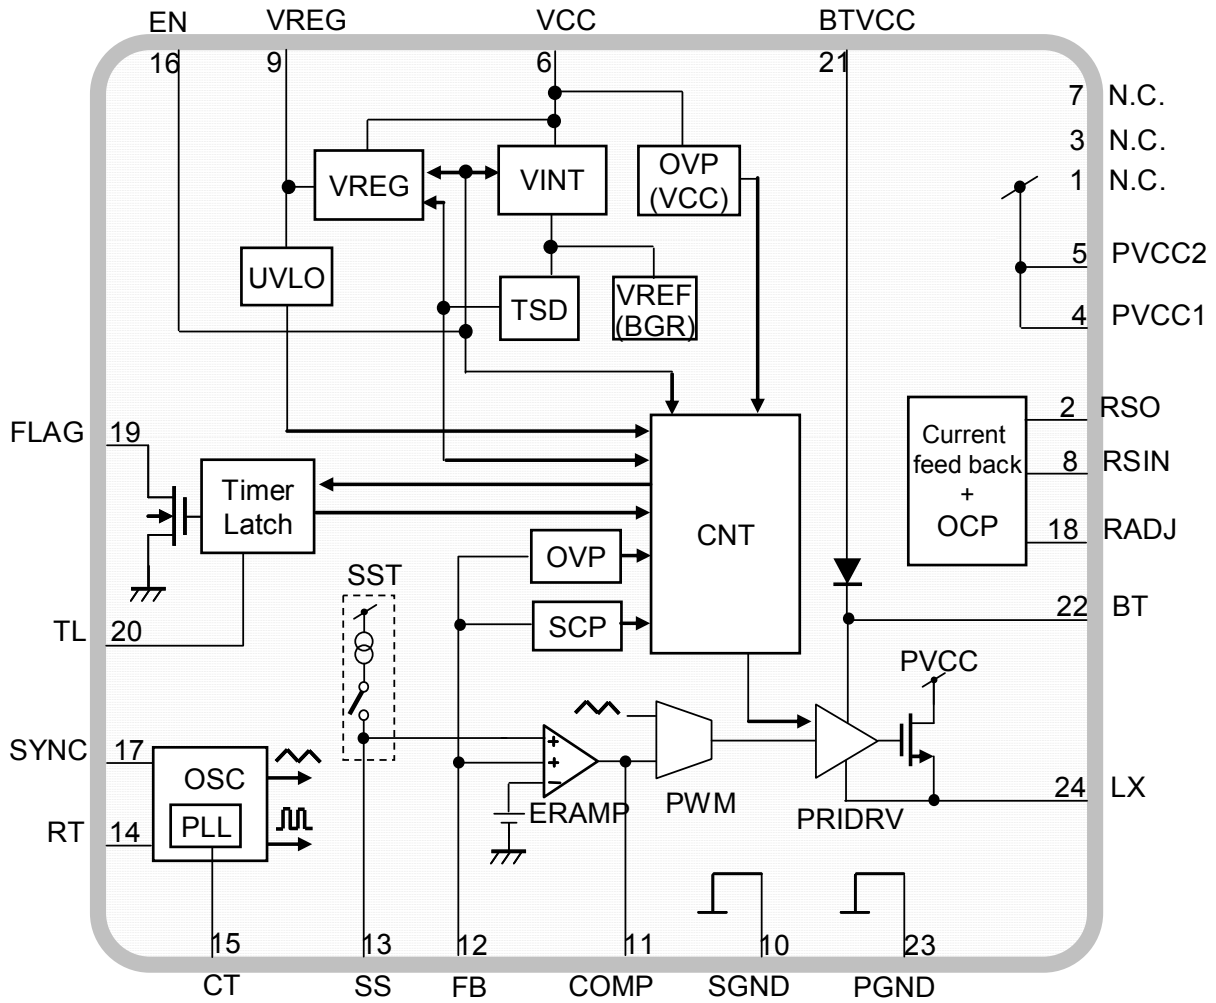 EN
VREG
VCC
BTVCC
16
9
6
21
7
N.C.
3
N.C.
1
N.C.
VREG
VINT
OVP
(VCC)
5
PVCC2
UVLO
TSD
VREF
(BGR)
4
PVCC1
FLAG
19
Timer
Latch
CNT
Current
feed back
+
OCP
2
RSO
8
RSIN
18
RADJ
OVP
SST
SCP
TL
20
22
BT
PVCC
SYNC
17
OSC
PLL
RT
14
+
+
−
ERAMP
PWM
PRIDRV
24
LX
15
13
12
11
10
23
CT
SS
FB
COMP
SGND
PGND